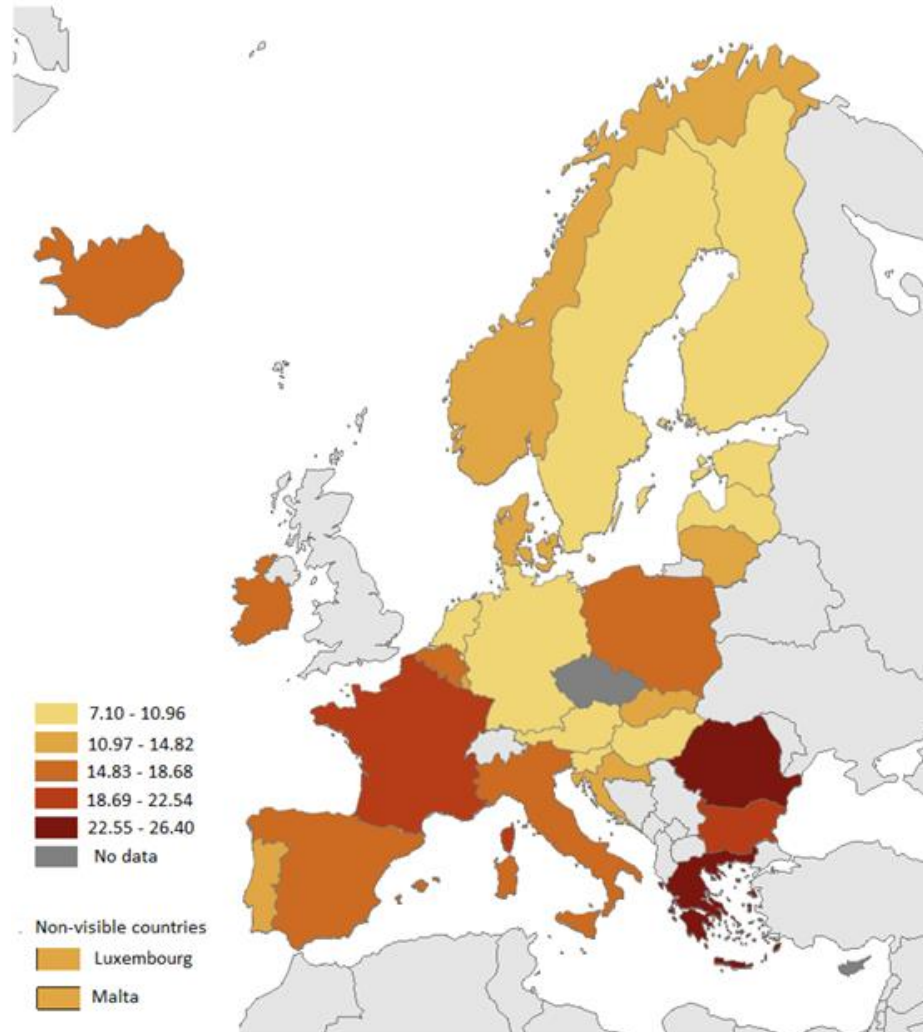 7.10 - 10.96
10.97 - 14.82
14.83 - 18.68
18.69 - 22.54
22.55 - 26.40
No data
. Non-visible countries
Luxembourg
Malta